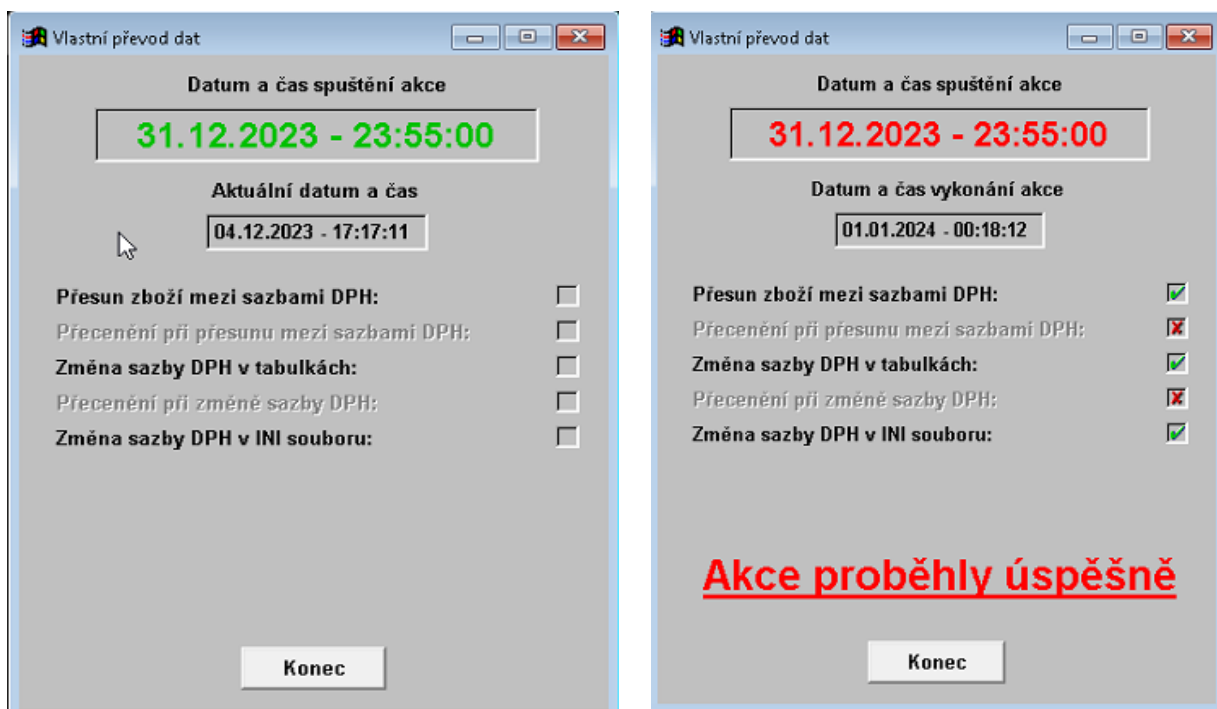 Vlastní převod dat
Datum a čas spuštění akce
31.12.2023 - 23:55:00
Aktuální datum a čas
04.12.2023 - 17:17:11
Přesun zboží mezi sazbami DPH:
Přecenění při přesunu mezi sazbami DPH:
Změna sazby DPH v tabulkách:
Přecenění při změně sazby DPH:
Změna sazby DPH v INI souboru:
Konec
Vlastní převod dat
Datum a čas spuštění akce
31.12.2023 - 23:55:00
Datum a čas vykonání akce
01.01.2024 - 00:18:12
Přesun zboží mezi sazbami DPH:
Přecenění při přesunu mezi sazbami DPH:
Změna sazby DPH v tabulkách:
Přecenění při změně sazby DPH:
Změna sazby DPH v INI souboru:
Akce proběhly úspěšně
Konec